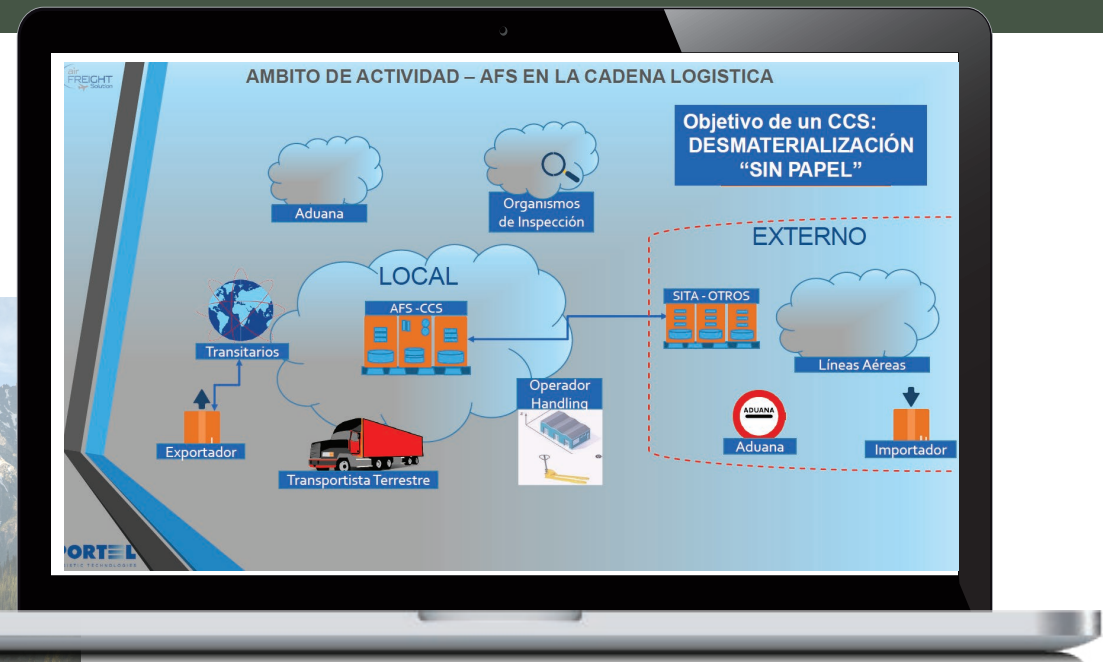 air
FREIGHT
Solution
AMBITO DE ACTIVIDAD – AFS EN LA CADENA LOGISTICA
Objetivo de un CCS:
DESMATERIALIZACIÓN
“SIN PAPEL”
Aduana
Organismos
de Inspección
EXTERNO
LOCAL
AFS -CCS
SITA - OTROS
Transitarios
Líneas Aéreas
Operador
Handling
ADUANA
Aduana
Exportador
Importador
Transportista Terrestre
PORTEL